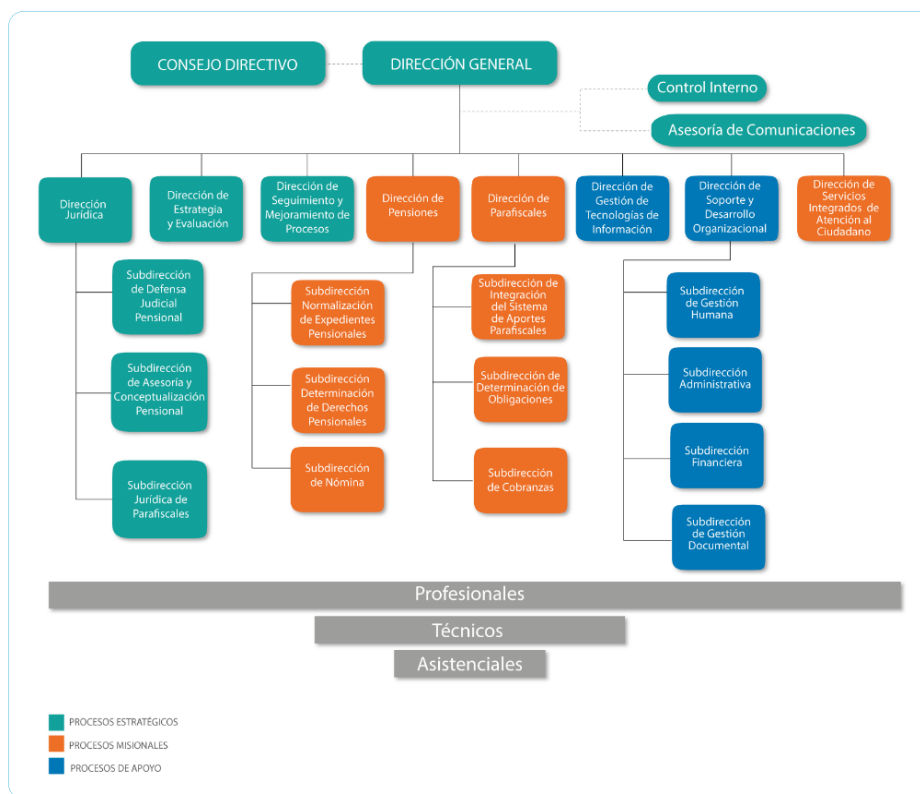 CONSEJO DIRECTIVO
DIRECCIÓN GENERAL
Control Interno
Asesoría de Comunicaciones
Dirección
Jurídica
Dirección de
Estrategia
y Evaluación
Dirección de
Seguimiento y
Mejoramiento de
Procesos
Dirección de
Pensiones
Dirección de
Parafiscales
Dirección de
Gestión de
Tecnologías de
Información
Dirección de
Soporte y
Desarrollo
Organizacional
Dirección de
Servicios
Integrados de
Atención al
Ciudadano
Subdirección
de Defensa
Judicial
Pensional
Subdirección
de Asesoría y
Conceptualización
Pensional
Subdirección
Jurídica de
Parafiscales
Subdirección
Normalización
de Expedientes
Pensionales
Subdirección
Determinación
de Derechos
Pensionales
Subdirección
de Nómina
Subdirección de
Integración
del Sistema
de Aportes
Parafiscales
Subdirección de
Determinación de
Obligaciones
Subdirección
de Cobranzas
Subdirección
de Gestión
Humana
Subdirección
Administrativa
Subdirección
Financiera
Subdirección
de Gestión
Documental
Profesionales
Técnicos
Asistenciales
PROCESOS ESTRATÉGICOS
PROCESOS MISIONALES
PROCESOS DE APOYO